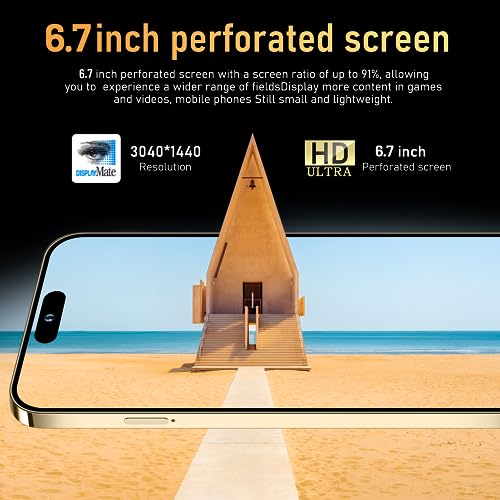 6.7inch perforated screen
6.7 inch perforated screen with a screen ratio of up to 91%, allowing
you to experience a wider range of fieldsDisplay more content in games
and videos, mobile phones Still small and lightweight.
DISPLAYMate
3040*1440
Resolution
HD
ULTRA
6.7 inch
Perforated screen